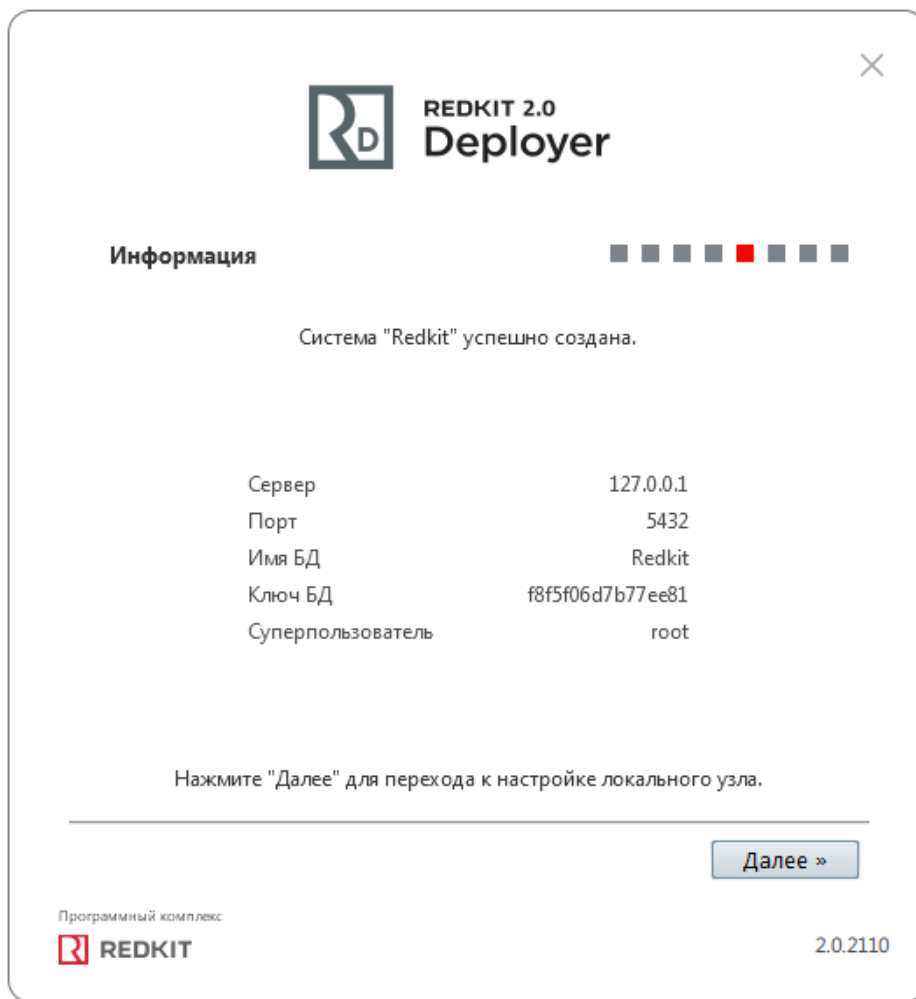 RD
REDKIT 2.0
Deployer
Информация
Система "Redkit" успешно создана.
Сервер 127.0.0.1
Порт 5432
Имя БД Redkit
Ключ БД f8f5f06d7b77ee81
Суперпользователь root
Нажмите "Далее" для перехода к настройке локального узла.
Далее »
Программный комплекс
REDKIT
2.0.2110